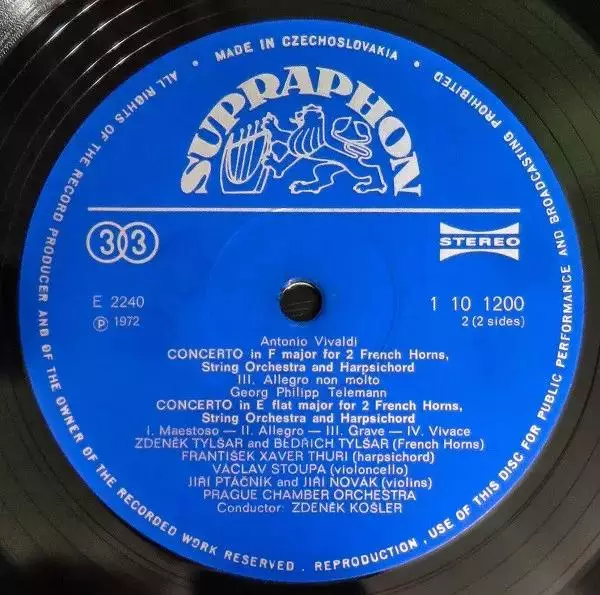 ALL RIGHTS OF THE RECORD PRODUCER AND OF THE OWNER OF THE RECORDED WORK RESERVED . REPRODUCTION, USE OF THIS DISC FOR PUBLIC PERFORMANCE AND BROADCASTING PROHIBITED
• MADE IN CZECHOSLOVAKIA •
SUPRAPHON
33
STEREO
E 2240
1 10 1200
Ⓟ 1972
2 (2 sides)
Antonio Vivaldi
CONCERTO in F major for 2 French Horns,
String Orchestra and Harpsichord
III. Allegro non molto
Georg Philipp Telemann
CONCERTO in E flat major for 2 French Horns,
String Orchestra and Harpsichord
I. Maestoso — II. Allegro — III. Grave — IV. Vivace
ZDENĚK TYLŠAR and BEDŘICH TYLŠAR (French Horns)
FRANTIŠEK XAVER THURI (harpsichord)
VÁCLAV STOUPA (violoncello)
JIŘÍ PTÁČNÍK and JIŘÍ NOVÁK (violins)
PRAGUE CHAMBER ORCHESTRA
Conductor: ZDENĚK KOŠLER